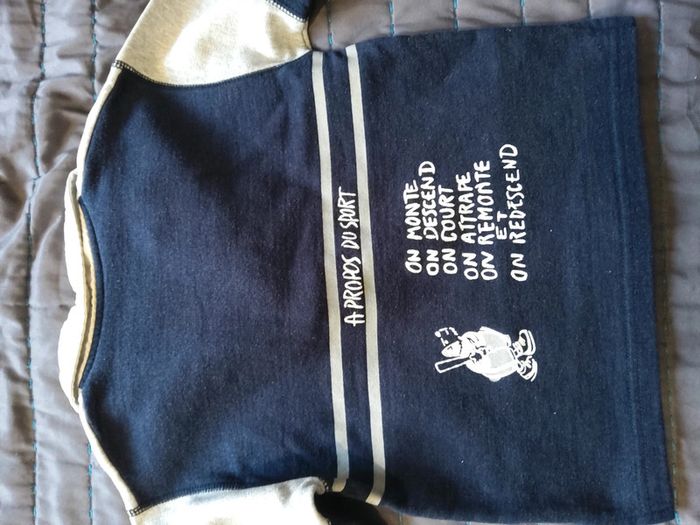 A PROPOS DU SPORT
ON MONTE
ON DESCEND
ON COURT
ON ATTRAPE
ON REMONTE
ET
ON REDESCEND